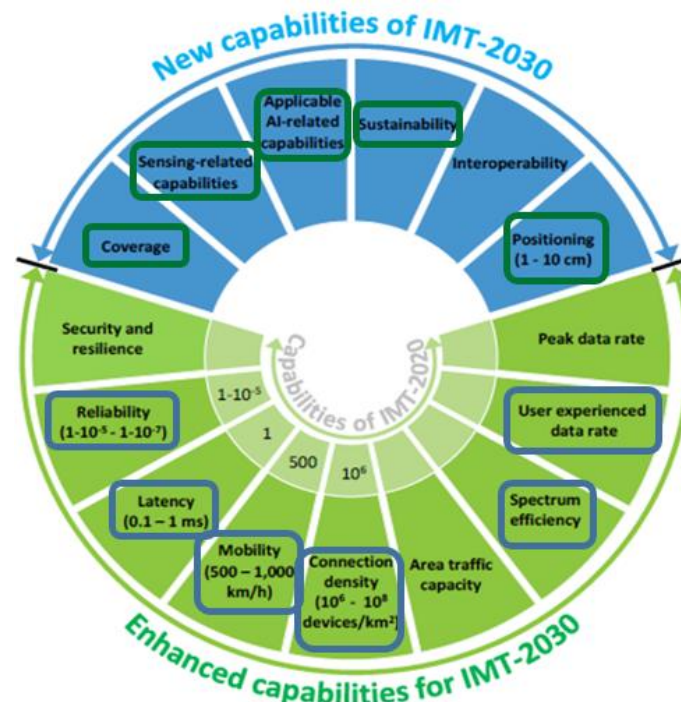 New capabilities of IMT-2030
Applicable
AI-related
capabilities
Sustainability
Sensing-related
capabilities
Interoperability
Coverage
Positioning
(1 - 10 cm)
Security and
resilience
Capabilities of IMT-2020
Peak data rate
Reliability
(1-10⁻⁵ - 1-10⁻⁷)
1-10⁻⁵
User experienced
data rate
Latency
(0.1 – 1 ms)
1
Spectrum
efficiency
Mobility
(500 – 1,000
km/h)
500
Connection
density
(10⁶ - 10⁸
devices/km²)
10⁶
Area traffic
capacity
Enhanced capabilities for IMT-2030